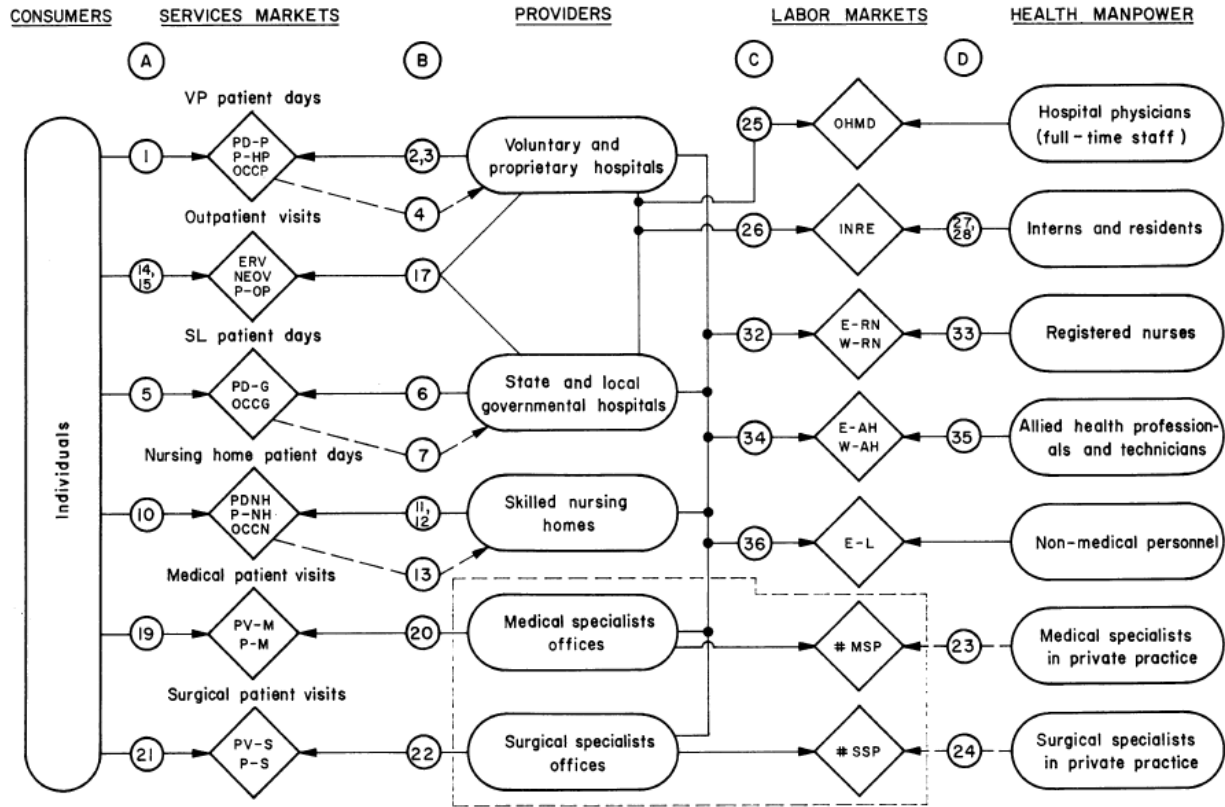 CONSUMERS SERVICES MARKETS PROVIDERS LABOR MARKETS HEALTH MANPOWER
A B C D
VP patient days
1
PD-P
P-HP
OCCP
2,3
4
Voluntary and
proprietary hospitals
25
OHMD
Hospital physicians
(full-time staff)
Outpatient visits
14,
15
ERV
NEOV
P-OP
17
26
INRE
27,
28
Interns and residents
32
E-RN
W-RN
33
Registered nurses
SL patient days
5
PD-G
OCCG
6
7
State and local
governmental hospitals
34
E-AH
W-AH
35
Allied health profession-
als and technicians
Individuals
Nursing home patient days
10
PDNH
P-NH
OCCN
11,
12
13
Skilled nursing
homes
36
E-L
Non-medical personnel
Medical patient visits
19
PV-M
P-M
20
Medical specialists
offices
# MSP
23
Medical specialists
in private practice
Surgical patient visits
21
PV-S
P-S
22
Surgical specialists
offices
# SSP
24
Surgical specialists
in private practice